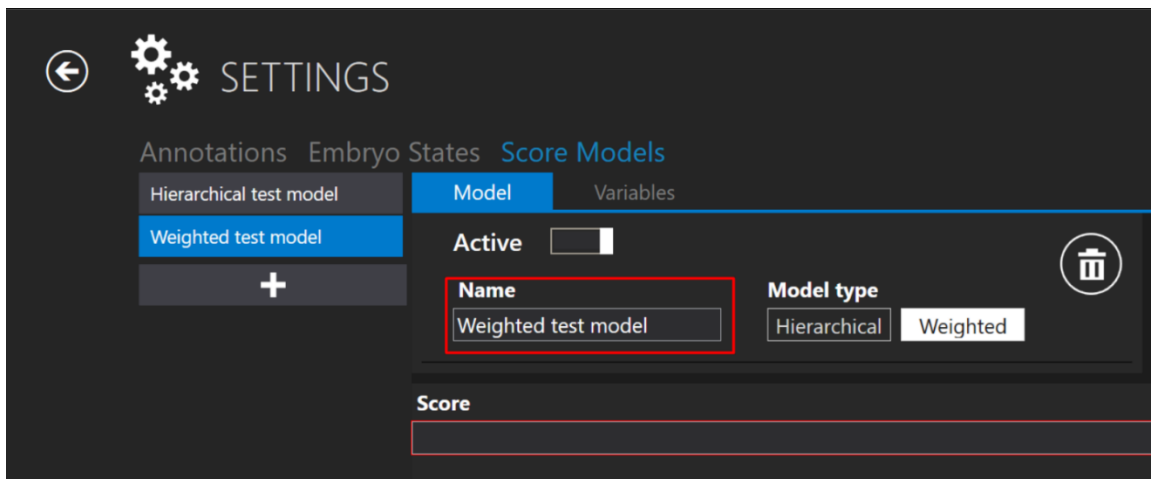 SETTINGS
Annotations Embryo States Score Models
Hierarchical test model
Weighted test model
Model Variables
Active
Name
Weighted test model
Model type
Hierarchical Weighted
Score